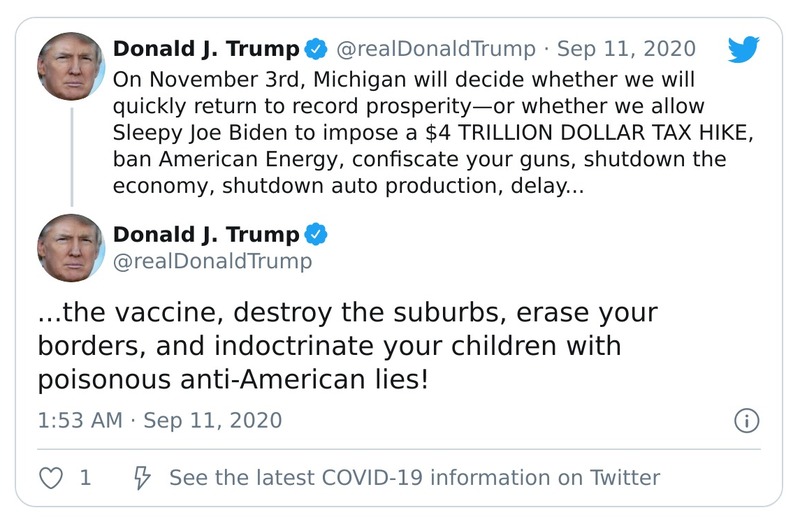 Donald J. Trump @realDonaldTrump · Sep 11, 2020
On November 3rd, Michigan will decide whether we will
quickly return to record prosperity—or whether we allow
Sleepy Joe Biden to impose a $4 TRILLION DOLLAR TAX HIKE,
ban American Energy, confiscate your guns, shutdown the
economy, shutdown auto production, delay...
Donald J. Trump
@realDonaldTrump
...the vaccine, destroy the suburbs, erase your
borders, and indoctrinate your children with
poisonous anti-American lies!
1:53 AM · Sep 11, 2020
1 See the latest COVID-19 information on Twitter